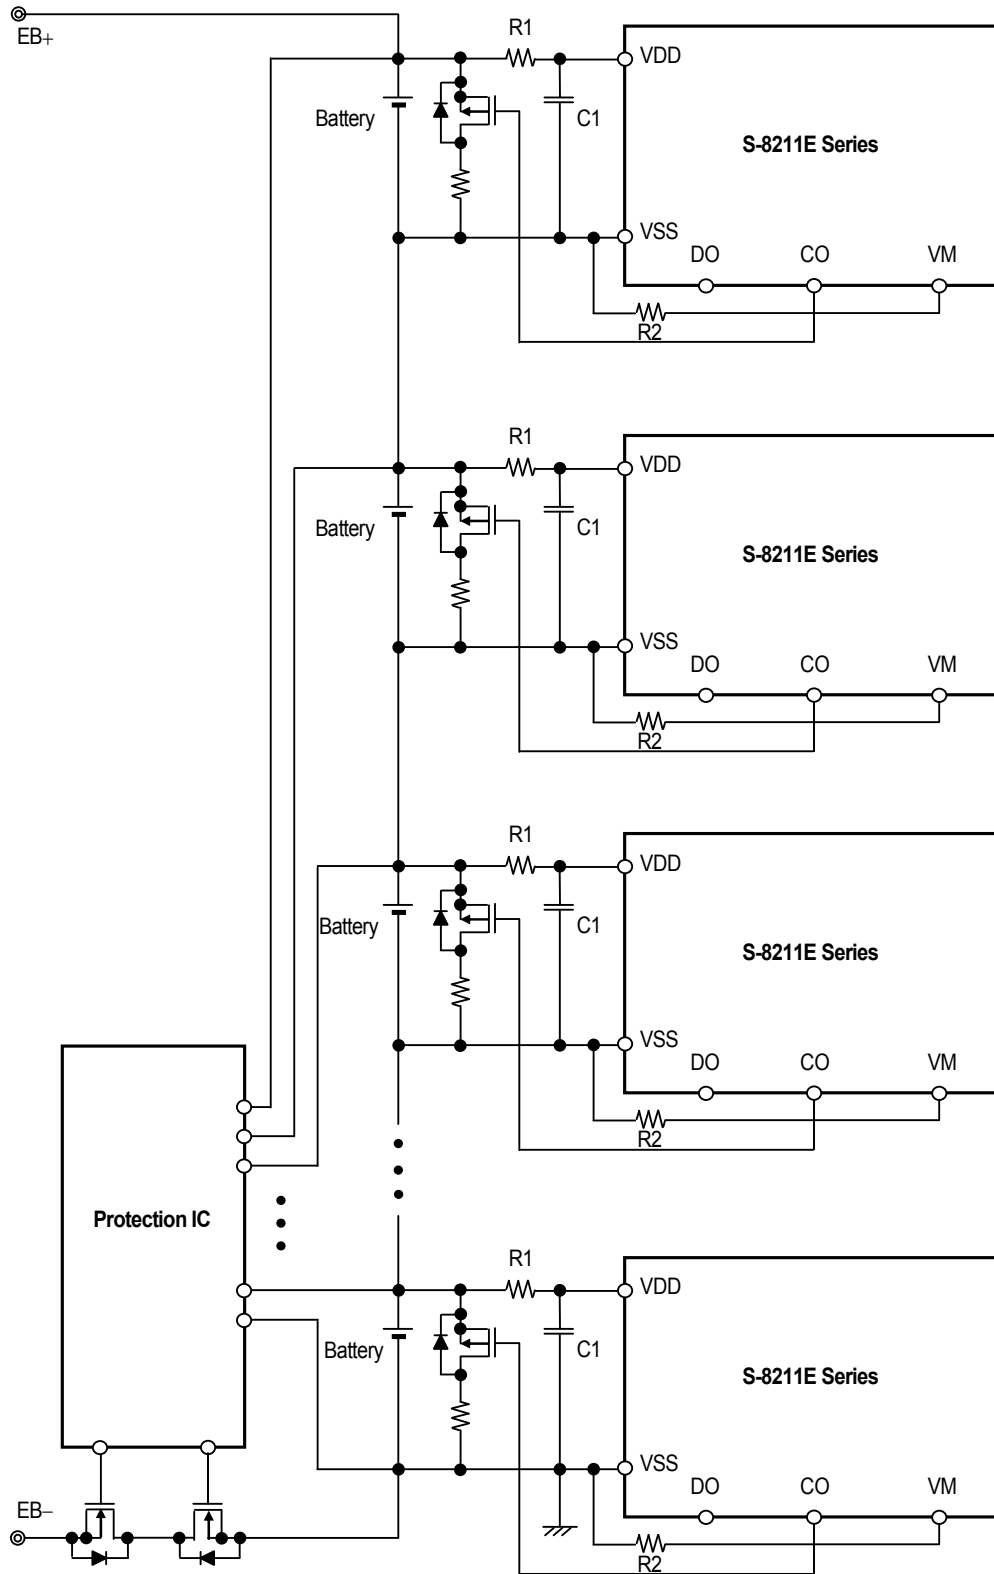 EB+
R1
VDD
Battery
C1
S-8211E Series
VSS
DO CO VM
R2
R1
VDD
Battery
C1
S-8211E Series
VSS
DO CO VM
R2
R1
VDD
Battery
C1
S-8211E Series
VSS
DO CO VM
R2
Protection IC
R1
VDD
Battery
C1
S-8211E Series
VSS
DO CO VM
EB−
R2